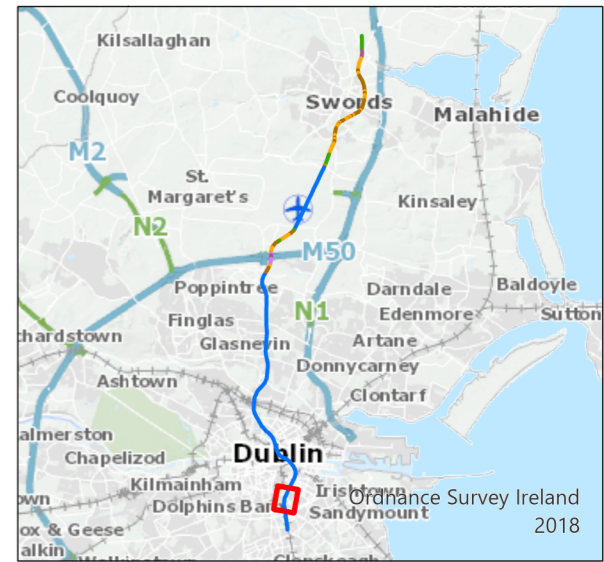 Kilsallaghan
Coolquoy
Swords
Malahide
M2
St.
Margaret's
Kinsaley
N2
M50
Poppintree
Darndale
Baldoyle
N1
Edenmore
Sutton
Finglas
chardstown
Glasnevin
Artane
Donnycarney
Ashtown
Clontarf
almerston
Dublin
Chapelizod
Kilmainham
Irishtown
Ordnance Survey Ireland
2018
own
Dolphins Bar
Sandymount
ox & Geese
alkin